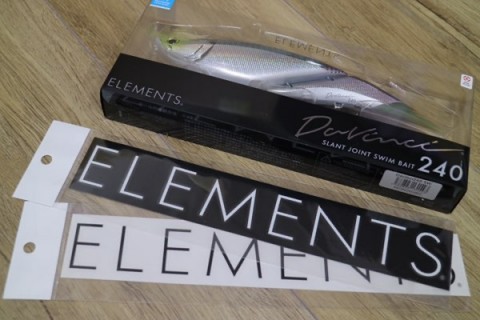 ELEMENTS
ELEMENTS.
DaVinci
SLANT JOINT SWIM BAIT 240
ELEMENTS.
ELEMENTS.